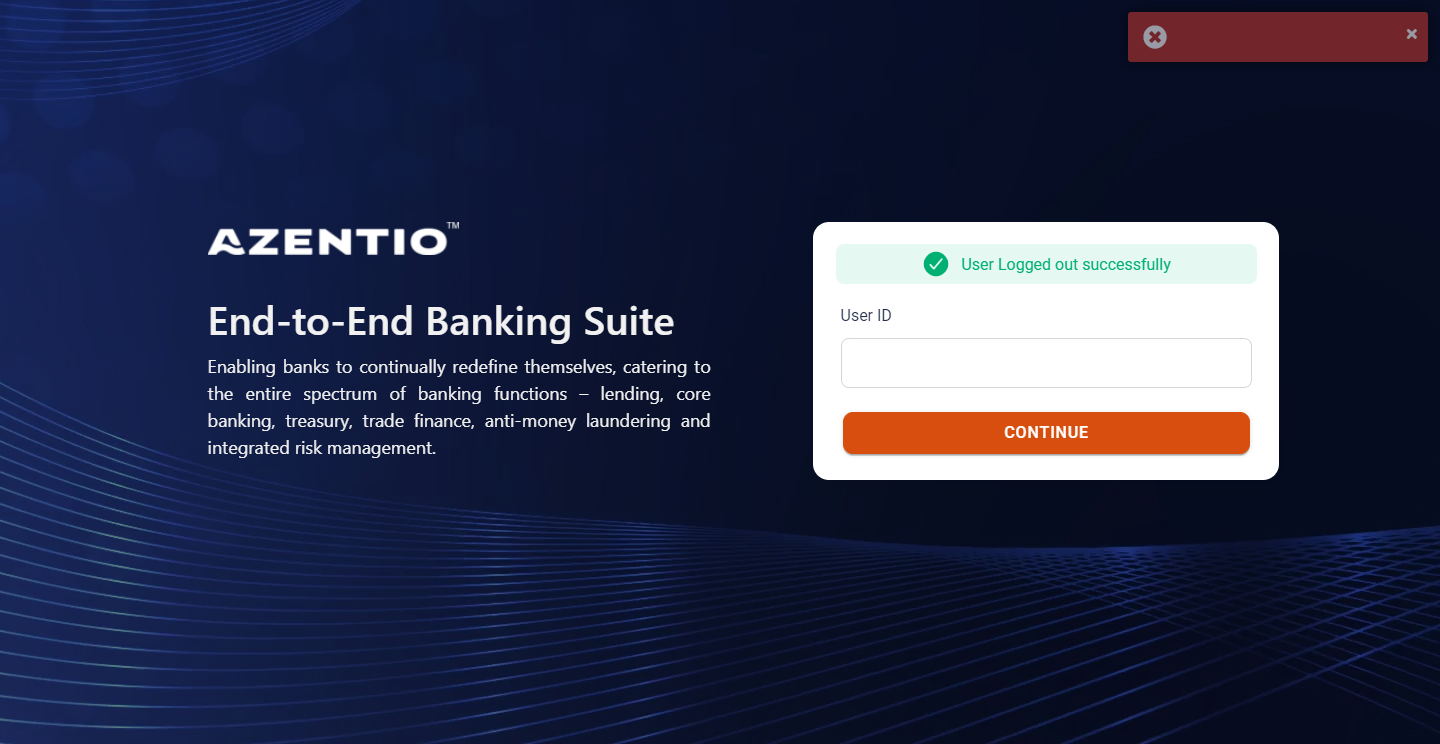 AZENTIO™
End-to-End Banking Suite
Enabling banks to continually redefine themselves, catering to
the entire spectrum of banking functions – lending, core
banking, treasury, trade finance, anti-money laundering and
integrated risk management.
User Logged out successfully
User ID
CONTINUE